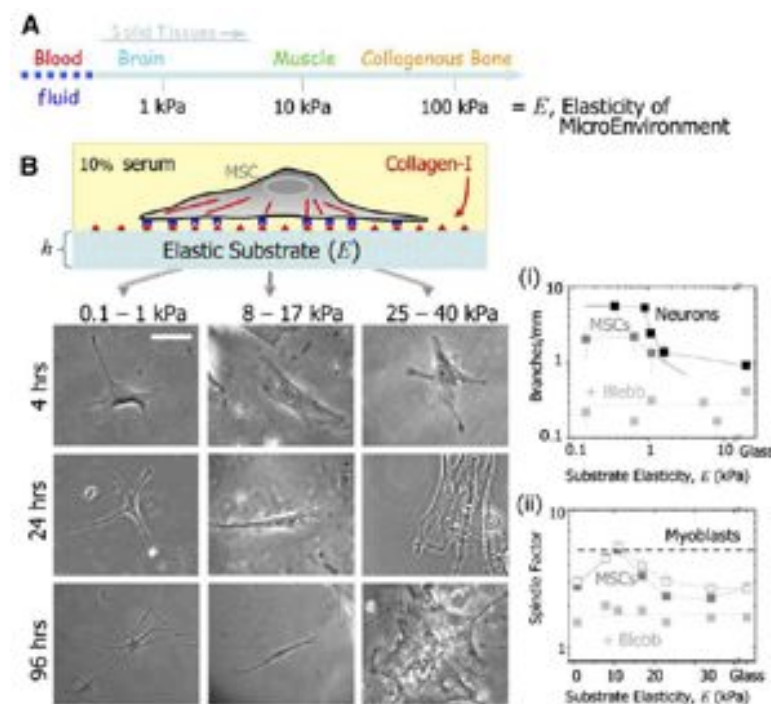 A
Solid Tissues
Blood Brain Muscle Collagenous Bone
fluid
1 kPa 10 kPa 100 kPa = E, Elasticity of
MicroEnvironment
B
10% serum MSC Collagen-I
h Elastic Substrate (E)
0.1 – 1 kPa 8 – 17 kPa 25 – 40 kPa
4 hrs
24 hrs
96 hrs
(i)
10
Neurons
MSCs
Branches/mm
1
+ Blebb
0.1
0.1 1 10 Glass
Substrate Elasticity, E (kPa)
(ii)
Myoblasts
Spindle Factor
MSCs
+ Blebb
1
0 10 20 30 Glass
Substrate Elasticity, E (kPa)